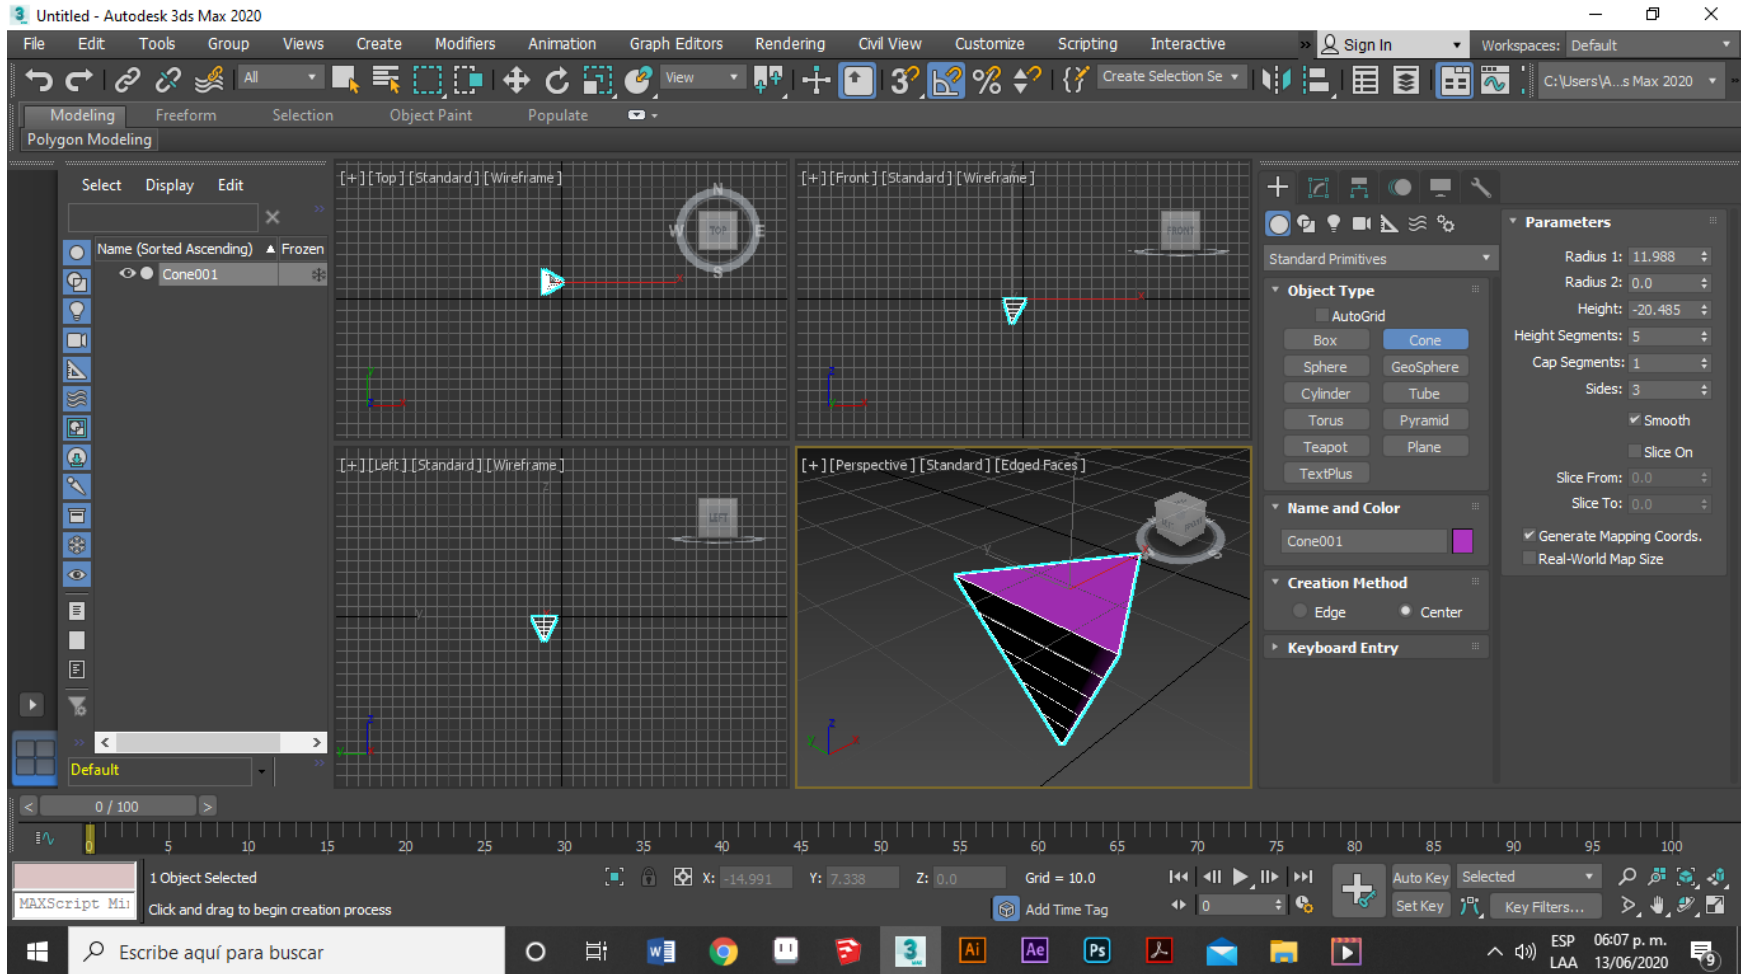 Untitled - Autodesk 3ds Max 2020
File Edit Tools Group Views Create Modifiers Animation Graph Editors Rendering Civil View Customize Scripting Interactive » Sign In Workspaces: Default
All View Create Selection Se C:\Users\A...s Max 2020
Modeling Freeform Selection Object Paint Populate
Polygon Modeling
Select Display Edit
Name (Sorted Ascending) ▲ Frozen
Cone001
Default
[+][Top][Standard][Wireframe]
N
W TOP E
S
x
y
z x
[+][Front][Standard][Wireframe]
FRONT
x
z
y x
[+][Left][Standard][Wireframe]
LEFT
z
y x
[+][Perspective][Standard][Edged Faces]
z
y x
Standard Primitives
Object Type
AutoGrid
Box Cone
Sphere GeoSphere
Cylinder Tube
Torus Pyramid
Teapot Plane
TextPlus
Name and Color
Cone001
Creation Method
Edge Center
Keyboard Entry
Parameters
Radius 1: 11.988
Radius 2: 0.0
Height: -20.485
Height Segments: 5
Cap Segments: 1
Sides: 3
Smooth
Slice On
Slice From: 0.0
Slice To: 0.0
Generate Mapping Coords.
Real-World Map Size
< 0 / 100 >
0 5 10 15 20 25 30 35 40 45 50 55 60 65 70 75 80 85 90 95 100
1 Object Selected X: -14.991 Y: 7.338 Z: 0.0 Grid = 10.0 Auto Key Selected
MAXScript Mi Click and drag to begin creation process Add Time Tag 0 Set Key Key Filters...
Escribe aquí para buscar
Ai Ae Ps
ESP 06:07 p. m.
LAA 13/06/2020
9